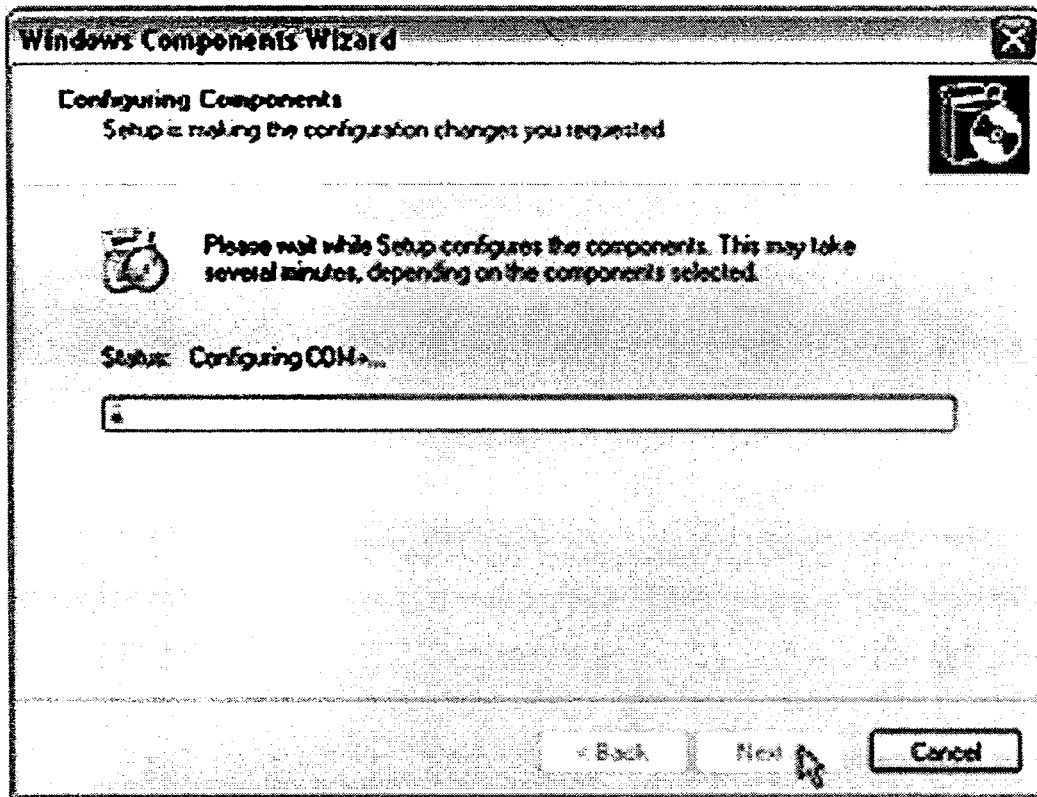 Windows Components Wizard
Configuring Components
Setup is making the configuration changes you requested
Please wait while Setup configures the components. This may take
several minutes, depending on the components selected.
Status: Configuring COM+...
< Back
Next
Cancel